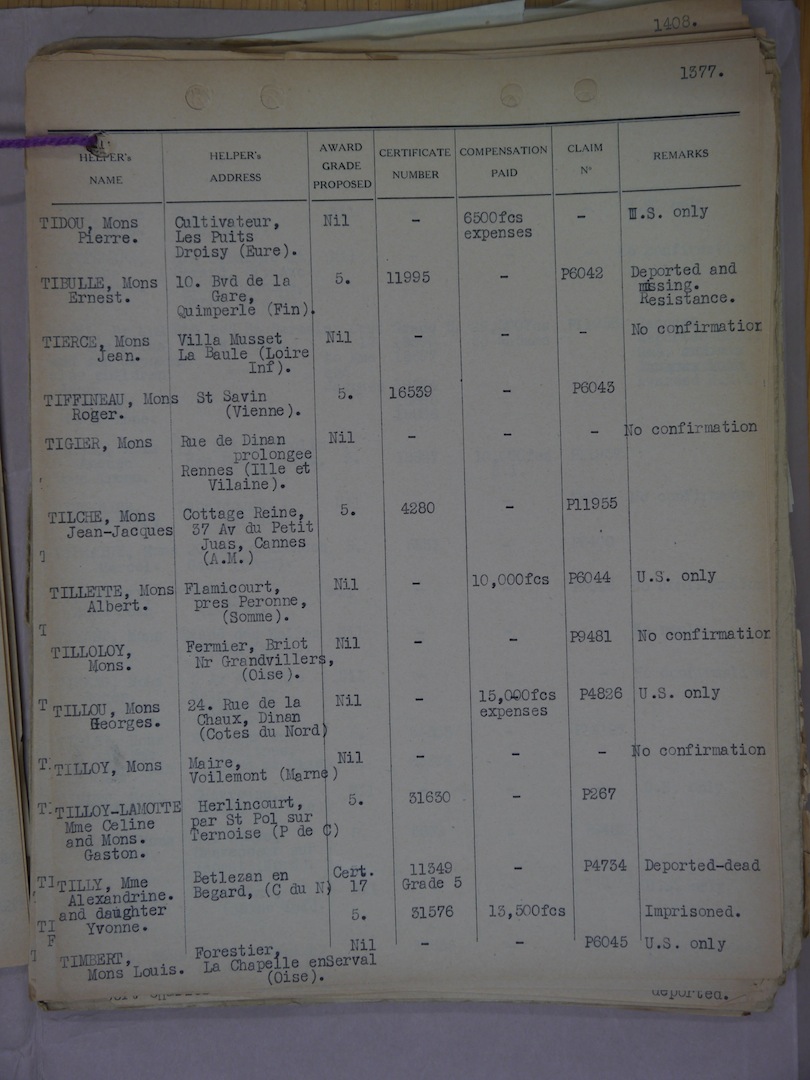 1408.
1377.
HELPER's NAME HELPER's ADDRESS AWARD GRADE PROPOSED CERTIFICATE NUMBER COMPENSATION PAID CLAIM N° REMARKS
TIDOU, Mons Cultivateur, Nil - 6500fcs - U.S. only
Pierre. Les Puits expenses
Droisy (Eure).
TIBULLE, Mons 10. Bvd de la 5. 11995 - P6042 Deported and
Ernest. Gare, missing.
Quimperle (Fin). Resistance.
TIERCE, Mons Villa Musset Nil - - - No confirmation
Jean. La Baule (Loire
Inf).
TIFFINEAU, Mons St Savin 5. 16539 - P6043
Roger. (Vienne).
TIGIER, Mons Rue de Dinan Nil - - - No confirmation
prolongee
Rennes (Ille et
Vilaine).
TILCHE, Mons Cottage Reine, 5. 4280 - P11955
Jean-Jacques 37 Av du Petit
Juas, Cannes
(A.M.)
TILLETTE, Mons Flamicourt, Nil - 10,000fcs P6044 U.S. only
Albert. pres Peronne,
(Somme).
TILLOLOY, Fermier, Briot Nil - - P9481 No confirmation
Mons. Nr Grandvillers,
(Oise).
TILLOU, Mons 24. Rue de la Nil - 15,000fcs P4826 U.S. only
Georges. Chaux, Dinan expenses
(Cotes du Nord)
TILLOY, Mons Maire, Nil - - - No confirmation
Voilemont (Marne)
TILLOY-LAMOTTE Herlincourt, 5. 31630 - P267
Mme Celine par St Pol sur
and Mons. Ternoise (P de C)
Gaston.
TILLY, Mme Betlezan en Cert. 11349 - P4734 Deported-dead
Alexandrine. Begard, (C du N) 17 Grade 5
and daughter 5. 31576 13,500fcs Imprisoned.
Yvonne.
TIMBERT, Forestier, Nil - - P6045 U.S. only
Mons Louis. La Chapelle enServal
(Oise).
deported.